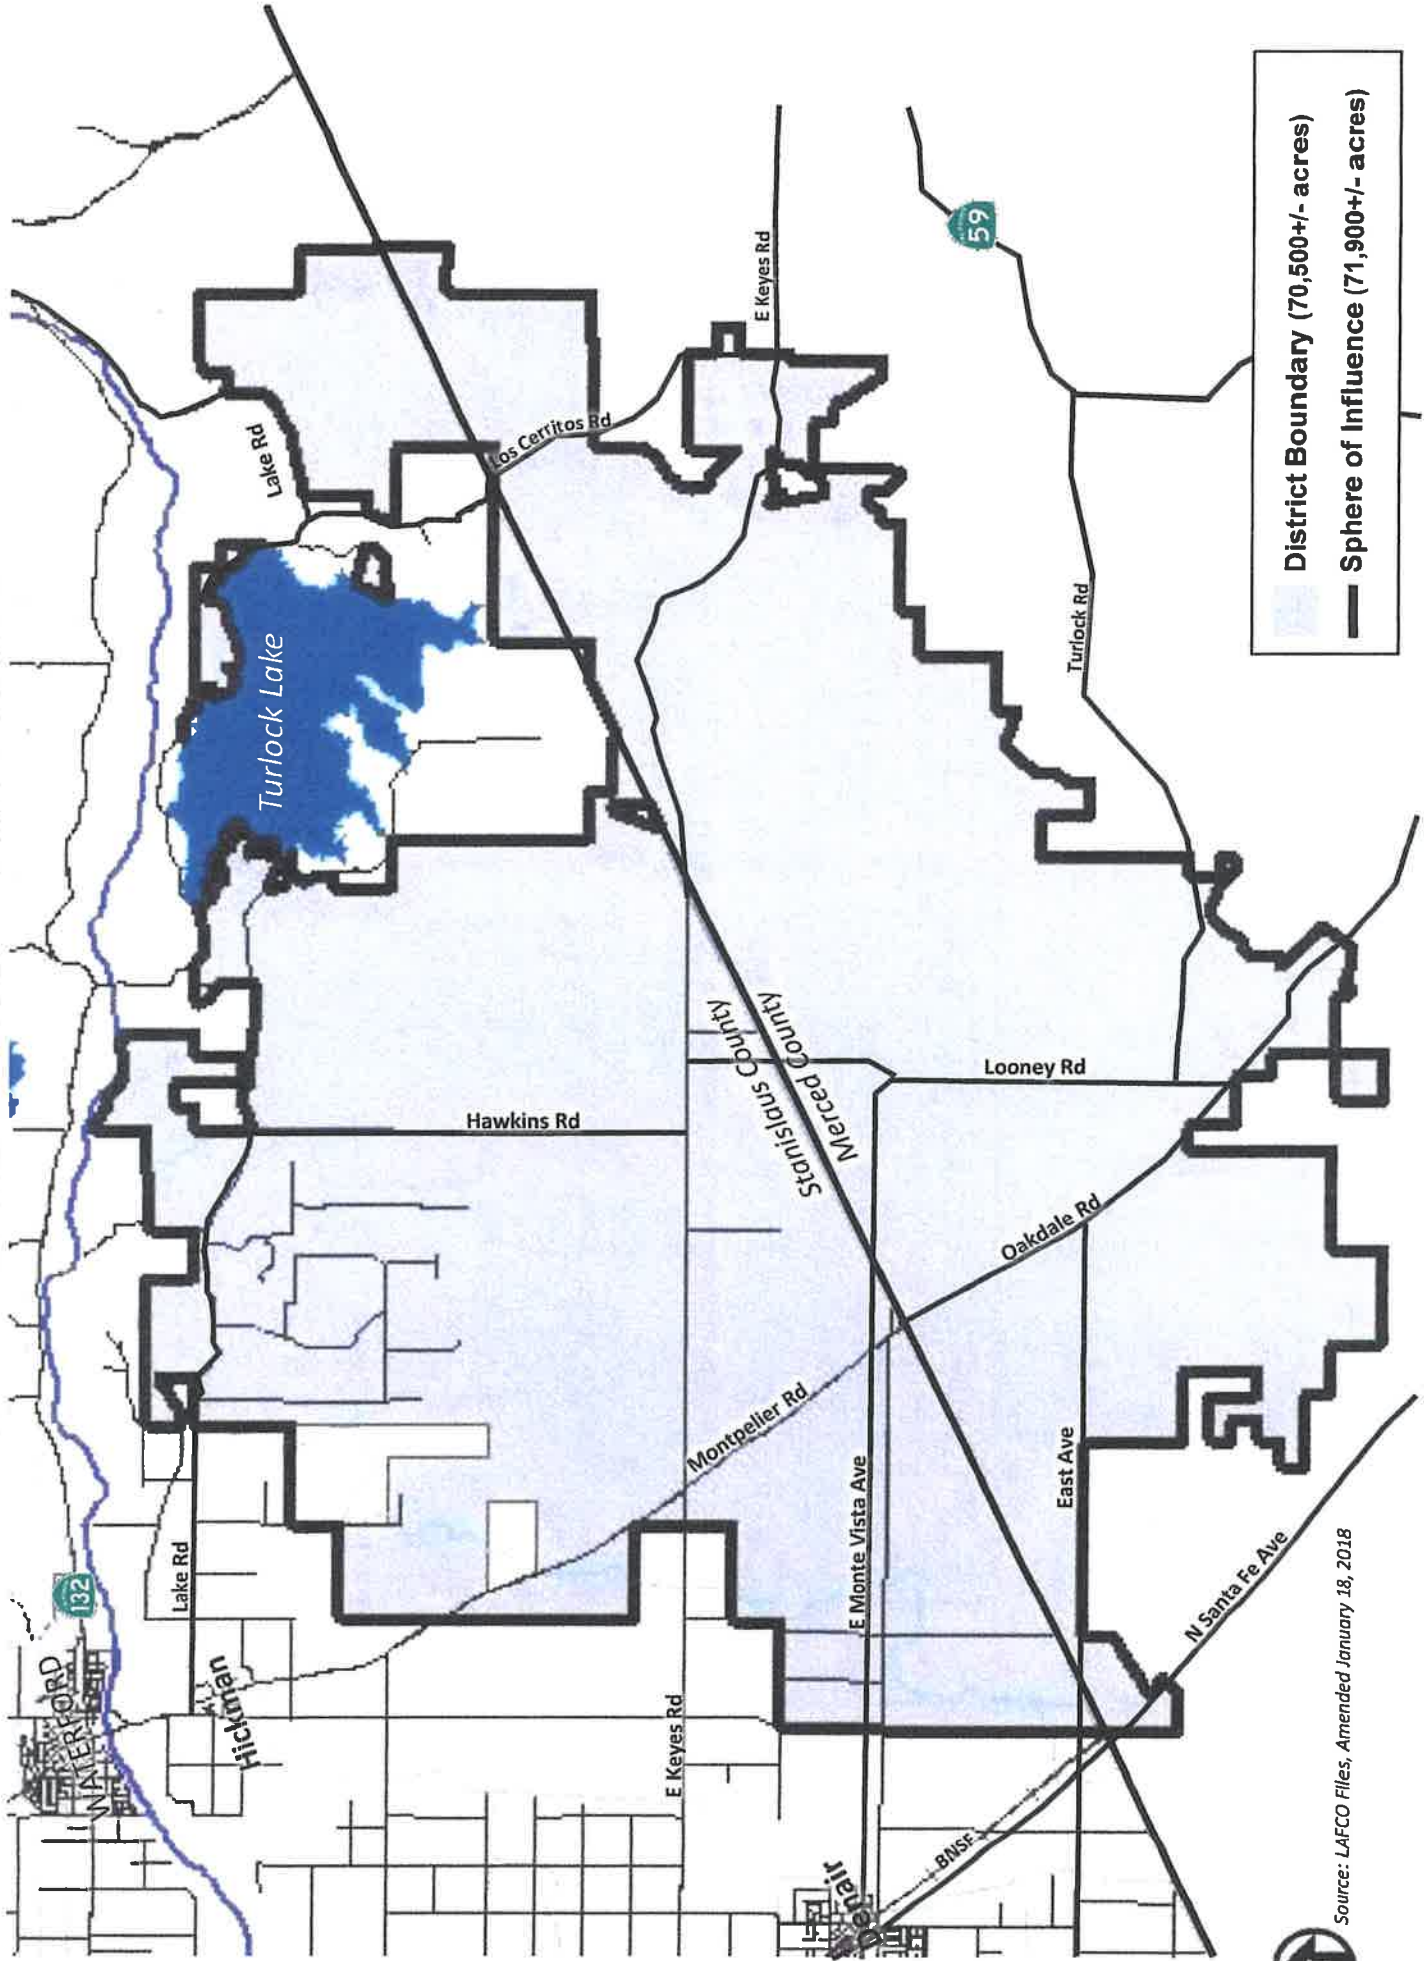 WATERFORD
132
Hickman
Lake Rd
Turlock Lake
Lake Rd
Los Cerritos Rd
Hawkins Rd
Stanislaus County
Merced County
E Keyes Rd
E Keyes Rd
Montpelier Rd
E Monte Vista Ave
Denair
BNSF
East Ave
Oakdale Rd
Looney Rd
Turlock Rd
59
N Santa Fe Ave
District Boundary (70,500+/- acres)
Sphere of Influence (71,900+/- acres)
Source: LAFCO Files, Amended January 18, 2018